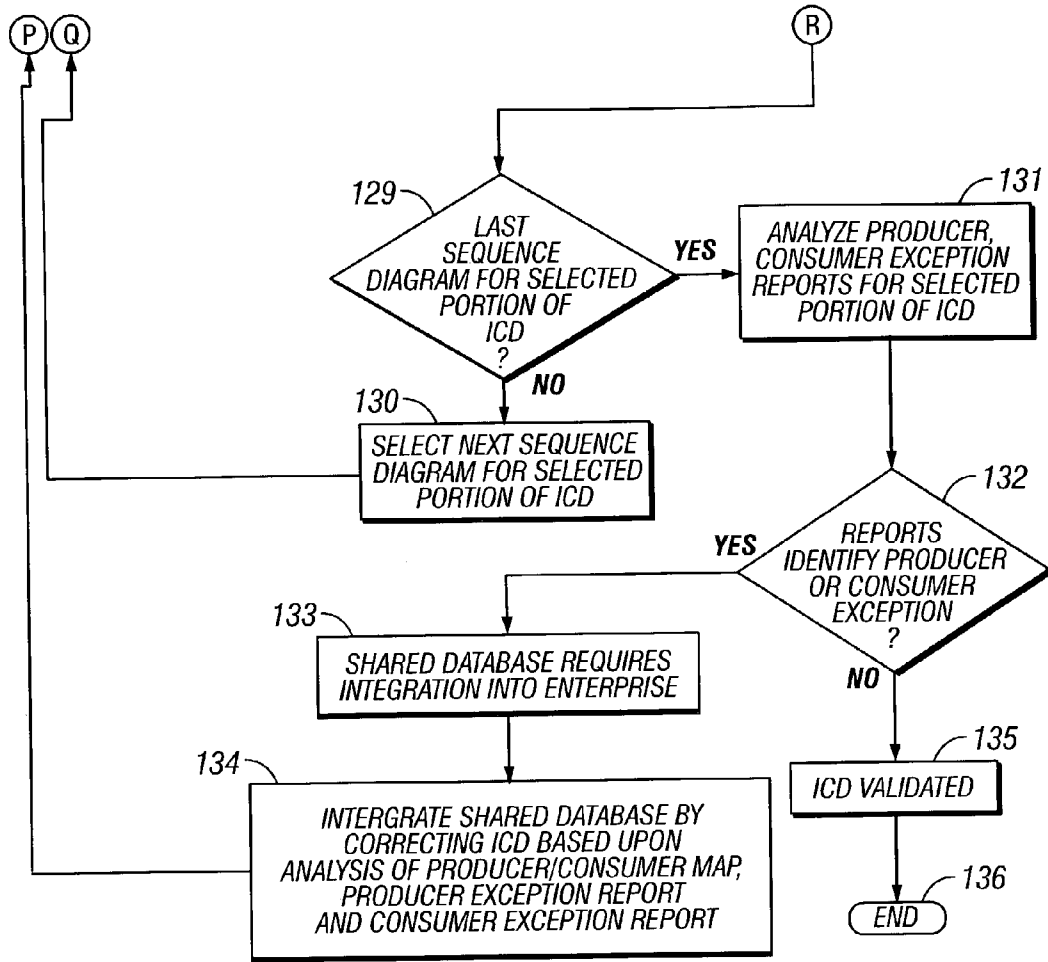 P
Q
R
129
LAST
SEQUENCE
DIAGRAM FOR SELECTED
PORTION OF
ICD
?
YES
NO
131
ANALYZE PRODUCER,
CONSUMER EXCEPTION
REPORTS FOR SELECTED
PORTION OF ICD
130
SELECT NEXT SEQUENCE
DIAGRAM FOR SELECTED
PORTION OF ICD
132
REPORTS
IDENTIFY PRODUCER
OR CONSUMER
EXCEPTION
?
YES
NO
133
SHARED DATABASE REQUIRES
INTEGRATION INTO ENTERPRISE
134
INTERGRATE SHARED DATABASE BY
CORRECTING ICD BASED UPON
ANALYSIS OF PRODUCER/CONSUMER MAP,
PRODUCER EXCEPTION REPORT
AND CONSUMER EXCEPTION REPORT
135
ICD VALIDATED
136
END